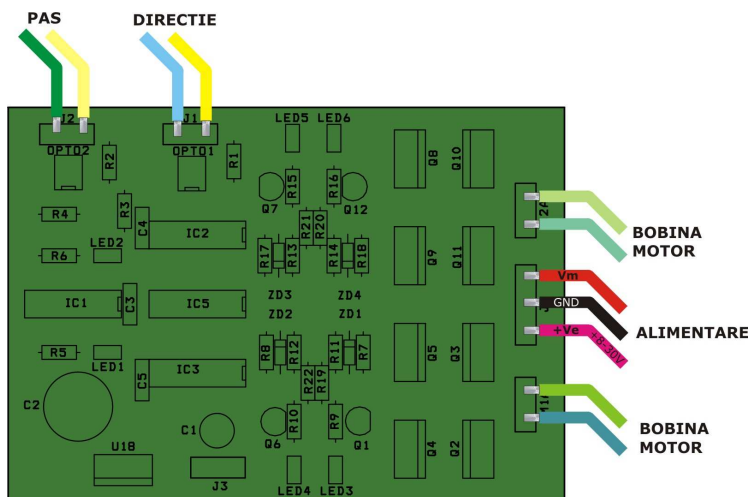 PAS
DIRECTIE
J2
J1
LED5
LED6
OPTO2
OPTO1
R2
R1
Q8
Q10
R15
R16
Q7
Q12
R4
R3
C4
IC2
R21
R20
LED2
R6
R17
R13
R14
R18
Q9
Q11
BOBINA
MOTOR
IC1
C3
IC5
ZD3
ZD4
ZD2
ZD1
Vm
GND
+Ve
+8-30V
ALIMENTARE
R5
LED1
C5
IC3
R8
R12
R11
R7
Q5
Q3
R22
R19
C2
C1
R10
R9
Q6
Q1
Q4
Q2
BOBINA
MOTOR
U18
J3
LED4
LED3